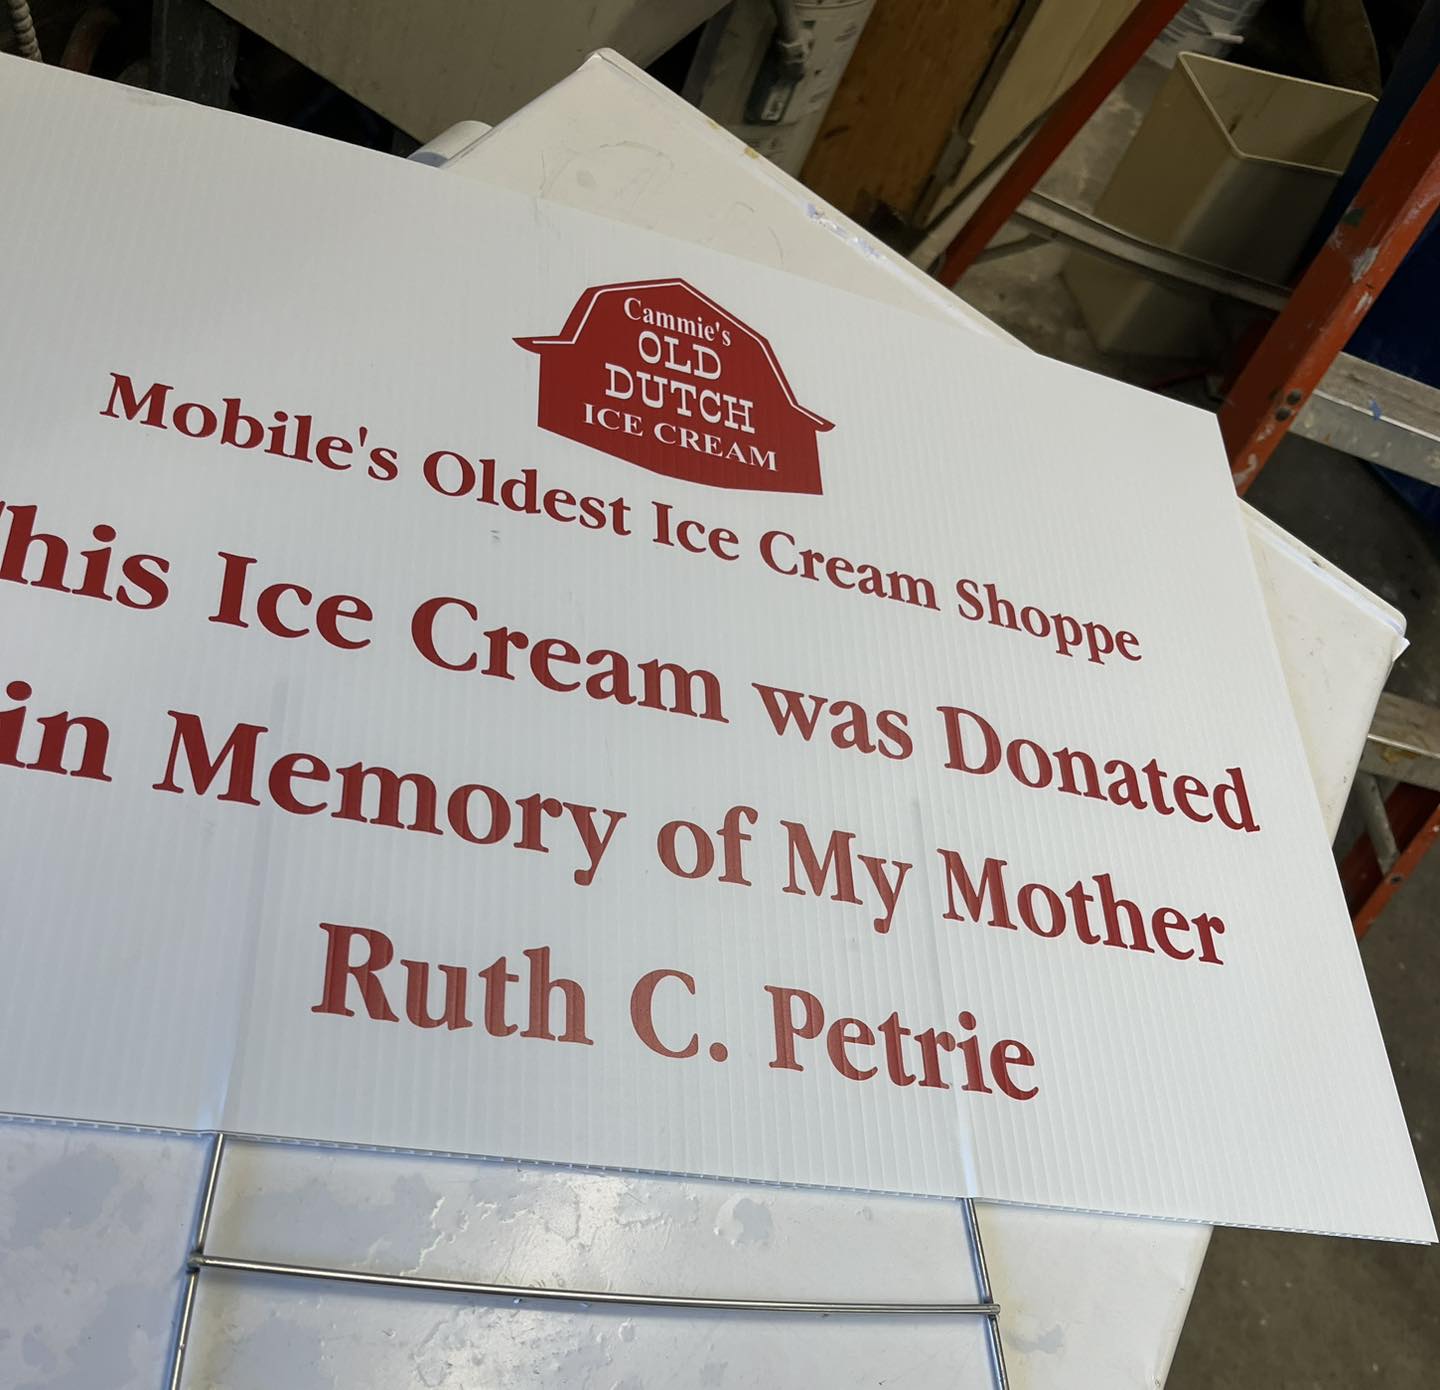 Cammie's
OLD
DUTCH
ICE CREAM
Mobile's Oldest Ice Cream Shoppe
This Ice Cream was Donated
in Memory of My Mother
Ruth C. Petrie